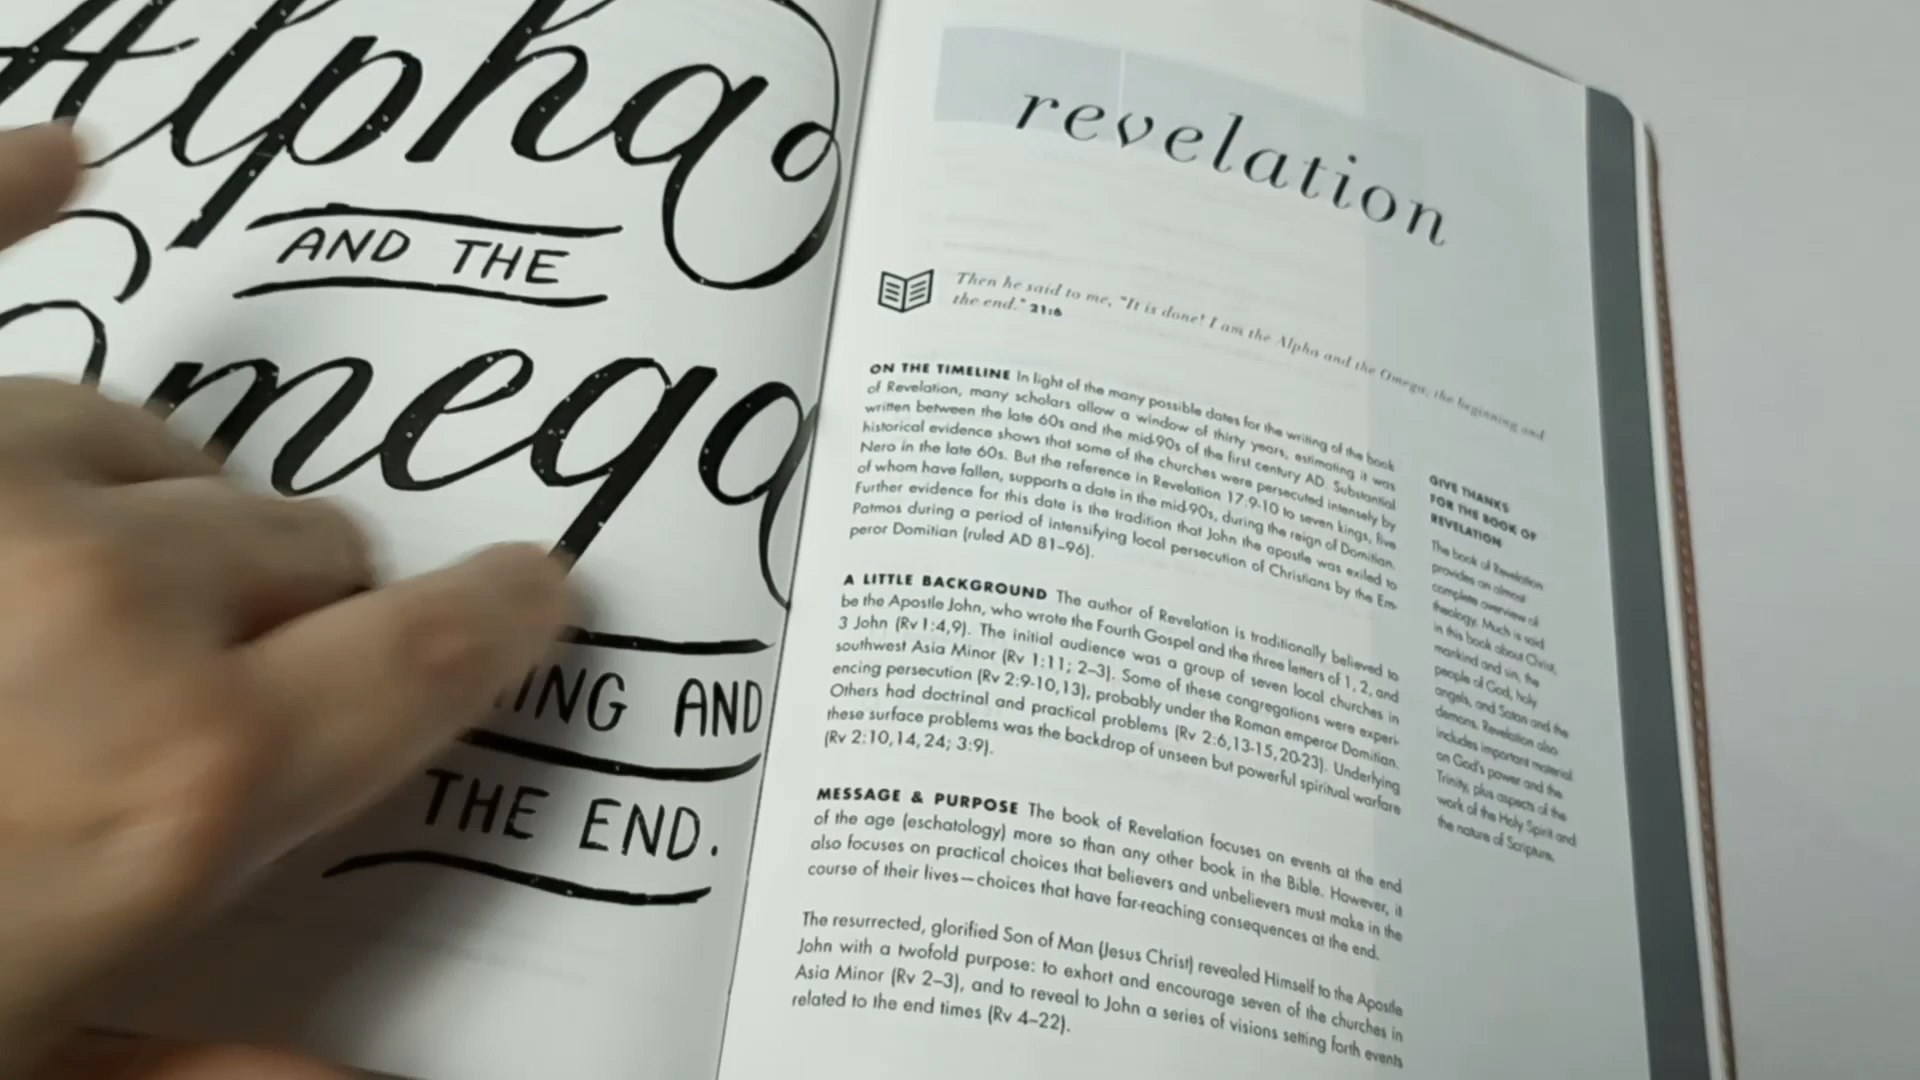 Alpha
AND THE
Omega
ING AND
THE END.
revelation
Then he said to me, "It is done! I am the Alpha and the Omega, the beginning and
the end." 21:6
ON THE TIMELINE In light of the many possible dates for the writing of the book
of Revelation, many scholars allow a window of thirty years, estimating it was
written between the late 60s and the mid-90s of the first century AD. Substantial
historical evidence shows that some of the churches were persecuted intensely by
Nero in the late 60s. But the reference in Revelation 17:9-10 to seven kings, five
of whom have fallen, supports a date in the mid-90s, during the reign of Domitian.
Further evidence for this date is the tradition that John the apostle was exiled to
Patmos during a period of intensifying local persecution of Christians by the Em-
peror Domitian (ruled AD 81–96).
A LITTLE BACKGROUND The author of Revelation is traditionally believed to
be the Apostle John, who wrote the Fourth Gospel and the three letters of 1, 2, and
3 John (Rv 1:4,9). The initial audience was a group of seven local churches in
southwest Asia Minor (Rv 1:11; 2–3). Some of these congregations were experi-
encing persecution (Rv 2:9-10,13), probably under the Roman emperor Domitian.
Others had doctrinal and practical problems (Rv 2:6,13-15,20-23). Underlying
these surface problems was the backdrop of unseen but powerful spiritual warfare
(Rv 2:10,14,24; 3:9).
MESSAGE & PURPOSE The book of Revelation focuses on events at the end
of the age (eschatology) more so than any other book in the Bible. However, it
also focuses on practical choices that believers and unbelievers must make in the
course of their lives—choices that have far-reaching consequences at the end.
The resurrected, glorified Son of Man (Jesus Christ) revealed Himself to the Apostle
John with a twofold purpose: to exhort and encourage seven of the churches in
Asia Minor (Rv 2–3), and to reveal to John a series of visions setting forth events
related to the end times (Rv 4–22).
GIVE THANKS
FOR THE BOOK OF
REVELATION
The book of Revelation
provides an almost
complete overview of
theology. Much is said
in this book about Christ,
mankind and sin, the
people of God, holy
angels, and Satan and the
demons. Revelation also
includes important material
on God's power and the
Trinity, plus aspects of the
work of the Holy Spirit and
the nature of Scripture.